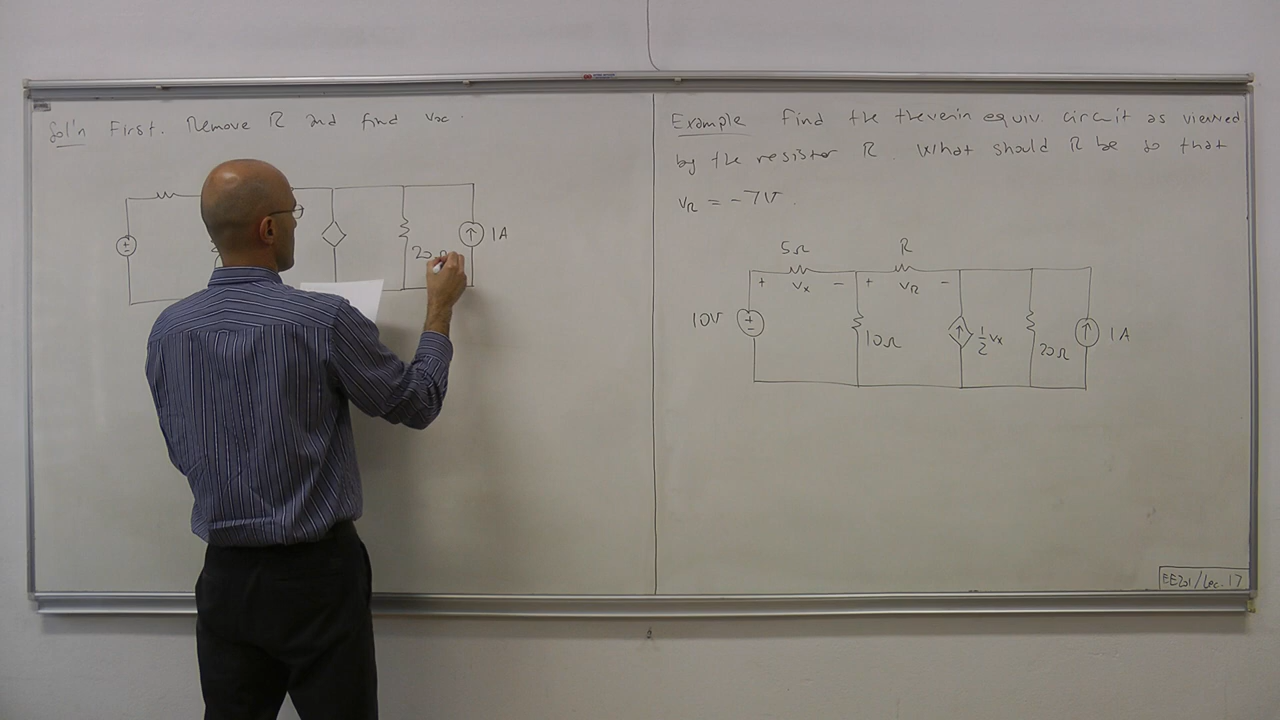 Sol'n First. Remove R and find voc.
20Ω
1A
Example Find the thevenin equiv. circuit as viewed
by the resistor R. What should R be so that
vR = -7V.
5Ω R
+ vx - + vR -
10V
10Ω
1/2 vx
20Ω
1A
EE201/Lec. 17